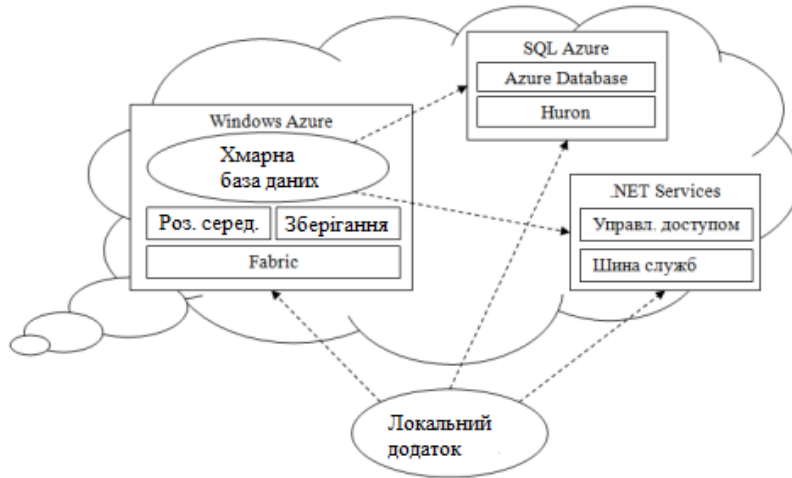 SQL Azure
Azure Database
Huron
Windows Azure
Хмарна
база даних
Роз. серед.
Зберігання
Fabric
.NET Services
Управл. доступом
Шина служб
Локальний
додаток